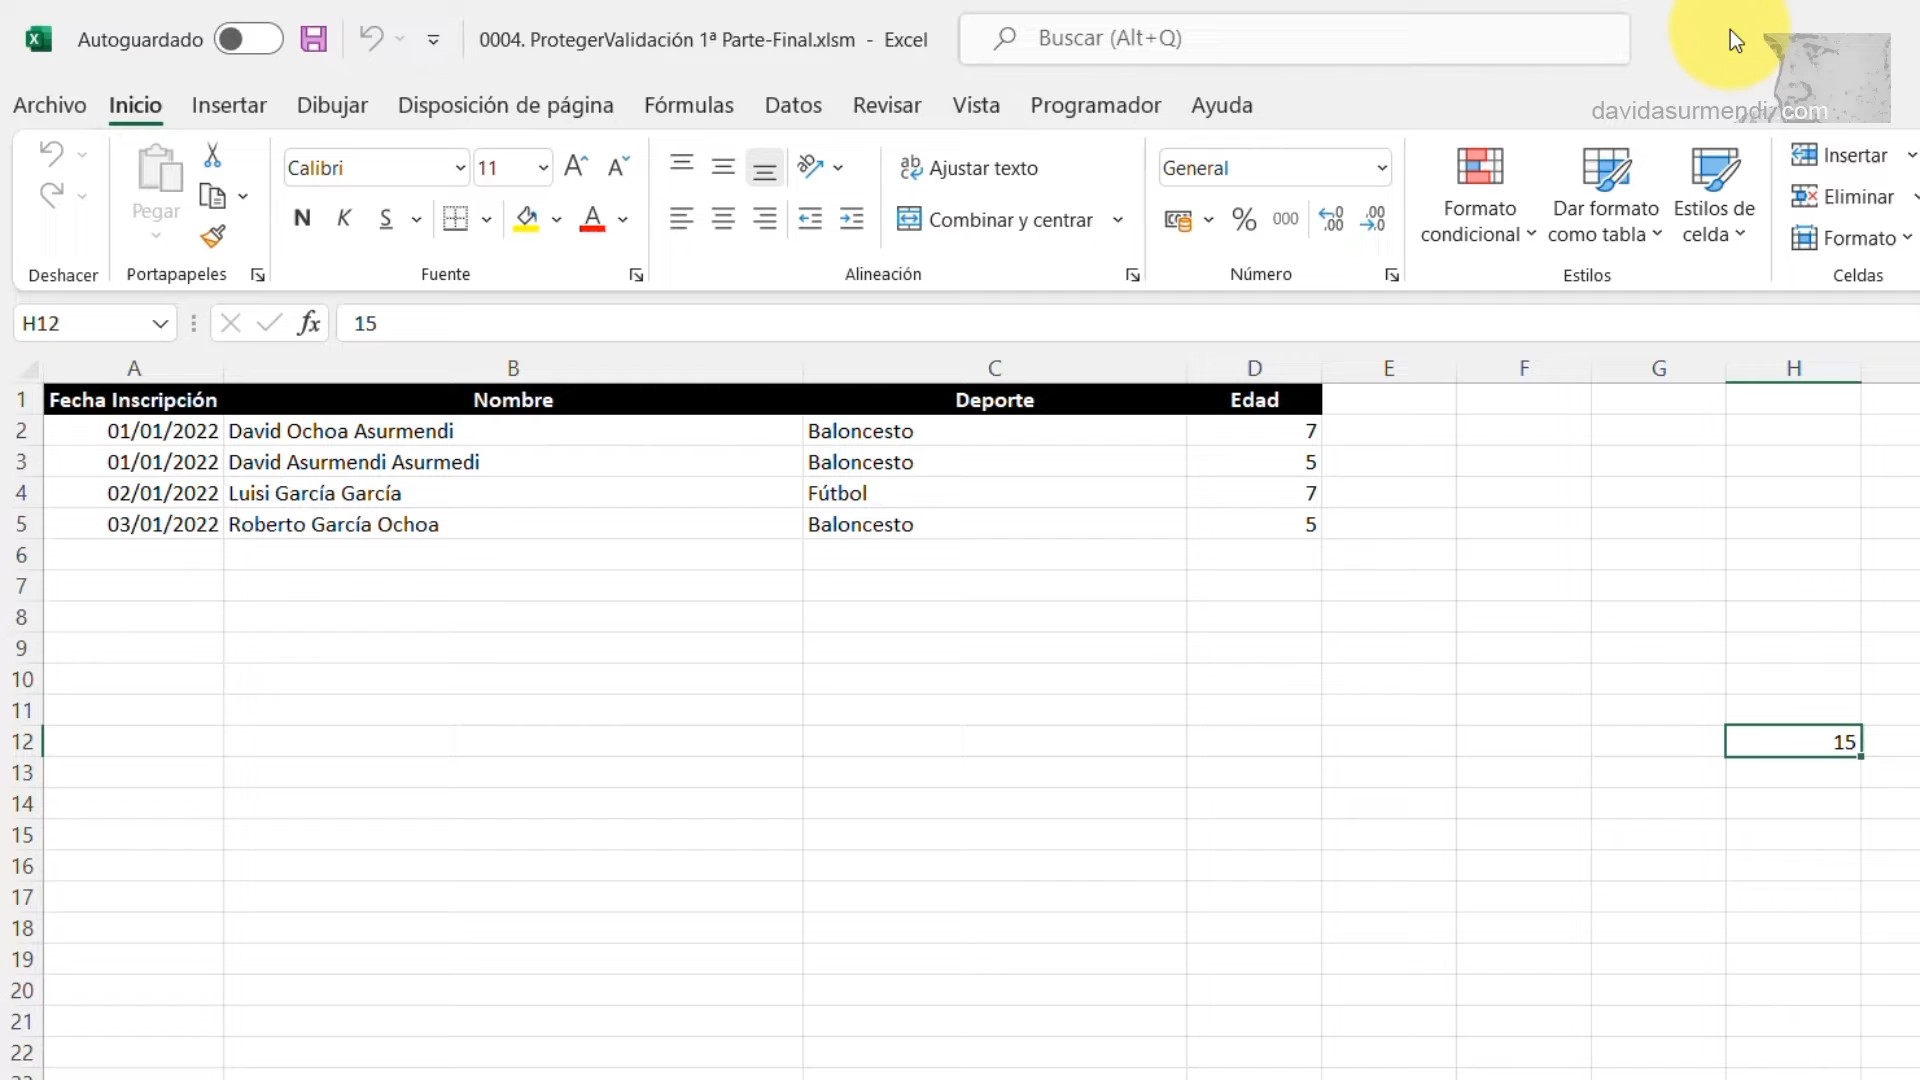 Autoguardado
0004. ProtegerValidación 1ª Parte-Final.xlsm - Excel
Buscar (Alt+Q)
davidasurmendi.com
Archivo Inicio Insertar Dibujar Disposición de página Fórmulas Datos Revisar Vista Programador Ayuda
Pegar
Calibri 11
N K S
Ajustar texto
Combinar y centrar
General
% 000
Formato condicional
Dar formato como tabla
Estilos de celda
Insertar
Eliminar
Formato
Deshacer Portapapeles Fuente Alineación Número Estilos Celdas
H12 fx 15
A B C D E F G H
1 Fecha Inscripción Nombre Deporte Edad
2 01/01/2022 David Ochoa Asurmendi Baloncesto 7
3 01/01/2022 David Asurmendi Asurmedi Baloncesto 5
4 02/01/2022 Luisi García García Fútbol 7
5 03/01/2022 Roberto García Ochoa Baloncesto 5
6
7
8
9
10
11
12 15
13
14
15
16
17
18
19
20
21
22